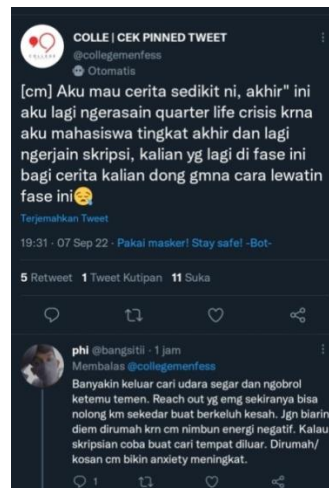 COLLE | CEK PINNED TWEET
@collegemenfess
Otomatis
[cm] Aku mau cerita sedikit ni, akhir" ini
aku lagi ngerasain quarter life crisis krna
aku mahasiswa tingkat akhir dan lagi
ngerjain skripsi, kalian yg lagi di fase ini
bagi cerita kalian dong gmna cara lewatin
fase ini😪
Terjemahkan Tweet
19:31 · 07 Sep 22 · Pakai masker! Stay safe! -Bot-
5 Retweet 1 Tweet Kutipan 11 Suka
phi @bangsitii · 1 jam
Membalas @collegemenfess
Banyakin keluar cari udara segar dan ngobrol
ketemu temen. Reach out yg emg sekiranya bisa
nolong km sekedar buat berkeluh kesah. Jgn biarin
diem dirumah krn cm nimbun energi negatif. Kalau
skripsian coba buat cari tempat diluar. Dirumah/
kosan cm bikin anxiety meningkat.
1